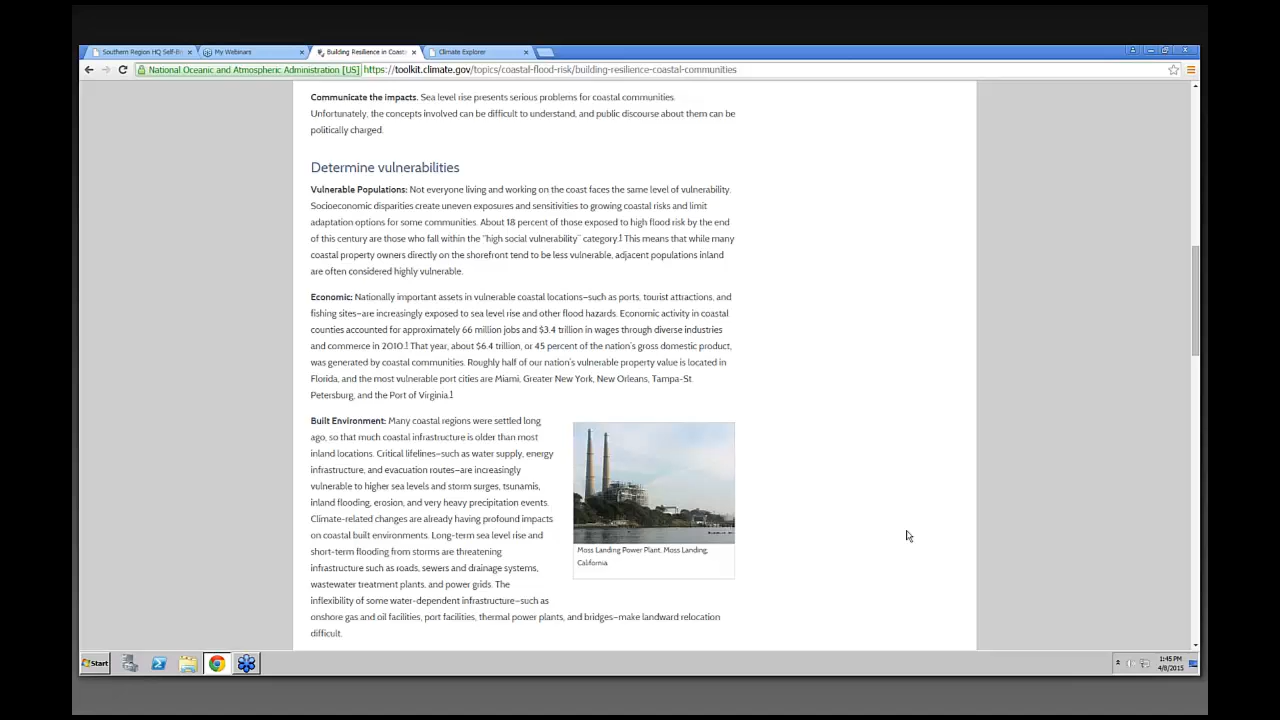 Southern Region HQ Self-Br
My Webinars
Building Resilience in Coasta
Climate Explorer
National Oceanic and Atmospheric Administration [US]
https://toolkit.climate.gov/topics/coastal-flood-risk/building-resilience-coastal-communities
Communicate the impacts. Sea level rise presents serious problems for coastal communities.
Unfortunately, the concepts involved can be difficult to understand, and public discourse about them can be
politically charged.
Determine vulnerabilities
Vulnerable Populations: Not everyone living and working on the coast faces the same level of vulnerability.
Socioeconomic disparities create uneven exposures and sensitivities to growing coastal risks and limit
adaptation options for some communities. About 18 percent of those exposed to high flood risk by the end
of this century are those who fall within the "high social vulnerability" category.1 This means that while many
coastal property owners directly on the shorefront tend to be less vulnerable, adjacent populations inland
are often considered highly vulnerable.
Economic: Nationally important assets in vulnerable coastal locations—such as ports, tourist attractions, and
fishing sites—are increasingly exposed to sea level rise and other flood hazards. Economic activity in coastal
counties accounted for approximately 66 million jobs and $3.4 trillion in wages through diverse industries
and commerce in 2010.1 That year, about $6.4 trillion, or 45 percent of the nation's gross domestic product,
was generated by coastal communities. Roughly half of our nation's vulnerable property value is located in
Florida, and the most vulnerable port cities are Miami, Greater New York, New Orleans, Tampa-St.
Petersburg, and the Port of Virginia.1
Built Environment: Many coastal regions were settled long
ago, so that much coastal infrastructure is older than most
inland locations. Critical lifelines—such as water supply, energy
infrastructure, and evacuation routes—are increasingly
vulnerable to higher sea levels and storm surges, tsunamis,
inland flooding, erosion, and very heavy precipitation events.
Climate-related changes are already having profound impacts
on coastal built environments. Long-term sea level rise and
short-term flooding from storms are threatening
infrastructure such as roads, sewers and drainage systems,
wastewater treatment plants, and power grids. The
inflexibility of some water-dependent infrastructure—such as
onshore gas and oil facilities, port facilities, thermal power plants, and bridges—make landward relocation
difficult.
Moss Landing Power Plant, Moss Landing,
California.
Start
1:45 PM
4/8/2015